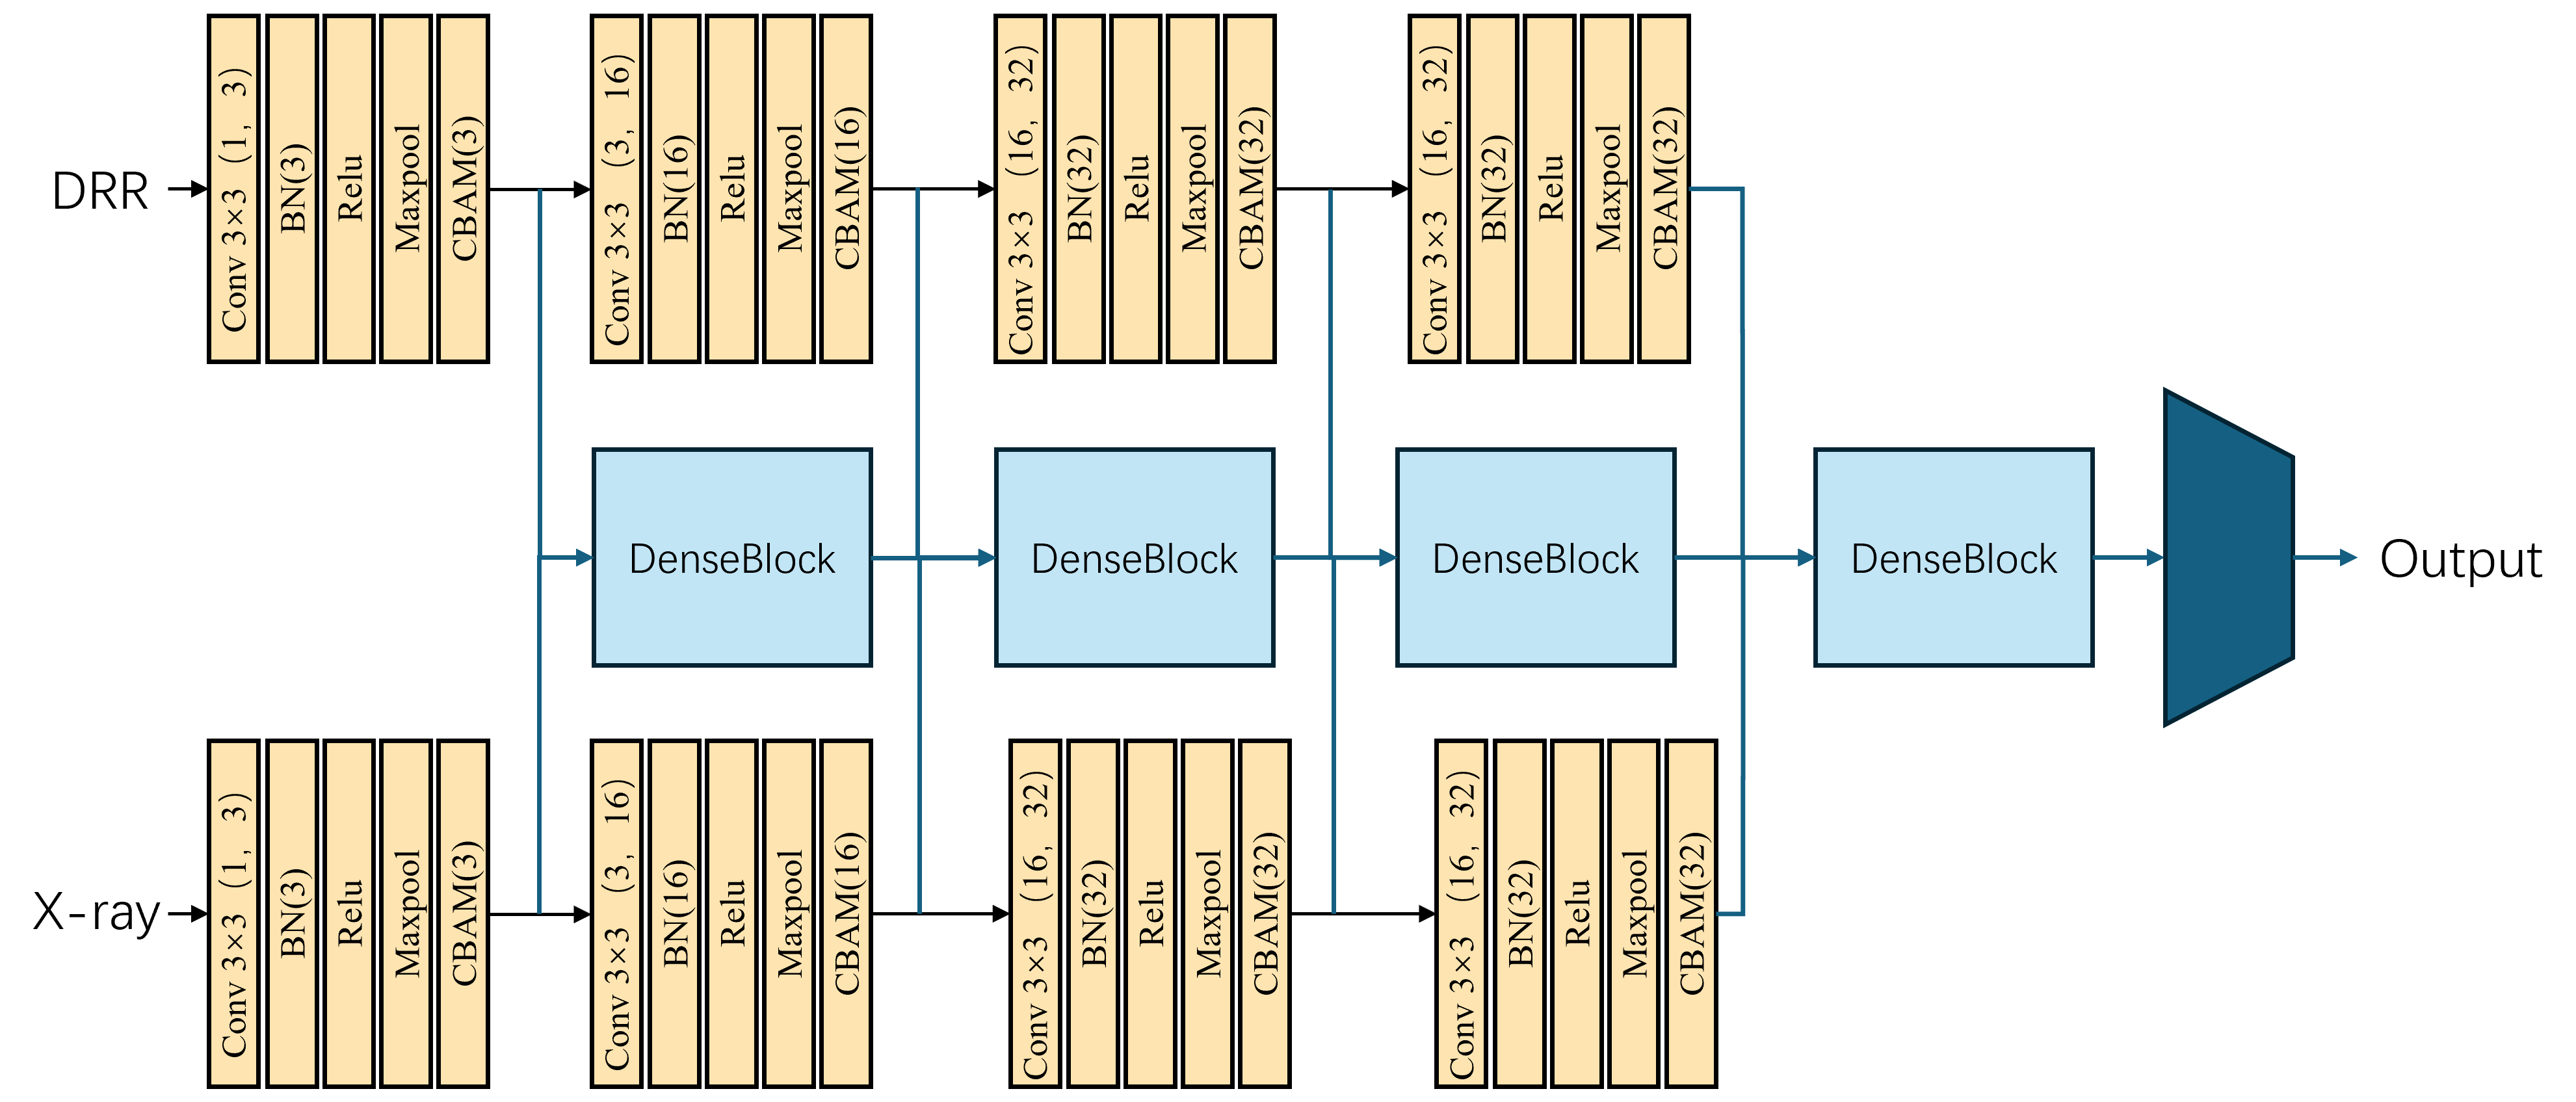 DRR
Conv 3×3 (1, 3)
BN(3)
Relu
Maxpool
CBAM(3)
Conv 3×3 (3, 16)
BN(16)
Relu
Maxpool
CBAM(16)
Conv 3×3 (16, 32)
BN(32)
Relu
Maxpool
CBAM(32)
Conv 3×3 (16, 32)
BN(32)
Relu
Maxpool
CBAM(32)
DenseBlock
DenseBlock
DenseBlock
DenseBlock
Output
X-ray
Conv 3×3 (1, 3)
BN(3)
Relu
Maxpool
CBAM(3)
Conv 3×3 (3, 16)
BN(16)
Relu
Maxpool
CBAM(16)
Conv 3×3 (16, 32)
BN(32)
Relu
Maxpool
CBAM(32)
Conv 3×3 (16, 32)
BN(32)
Relu
Maxpool
CBAM(32)